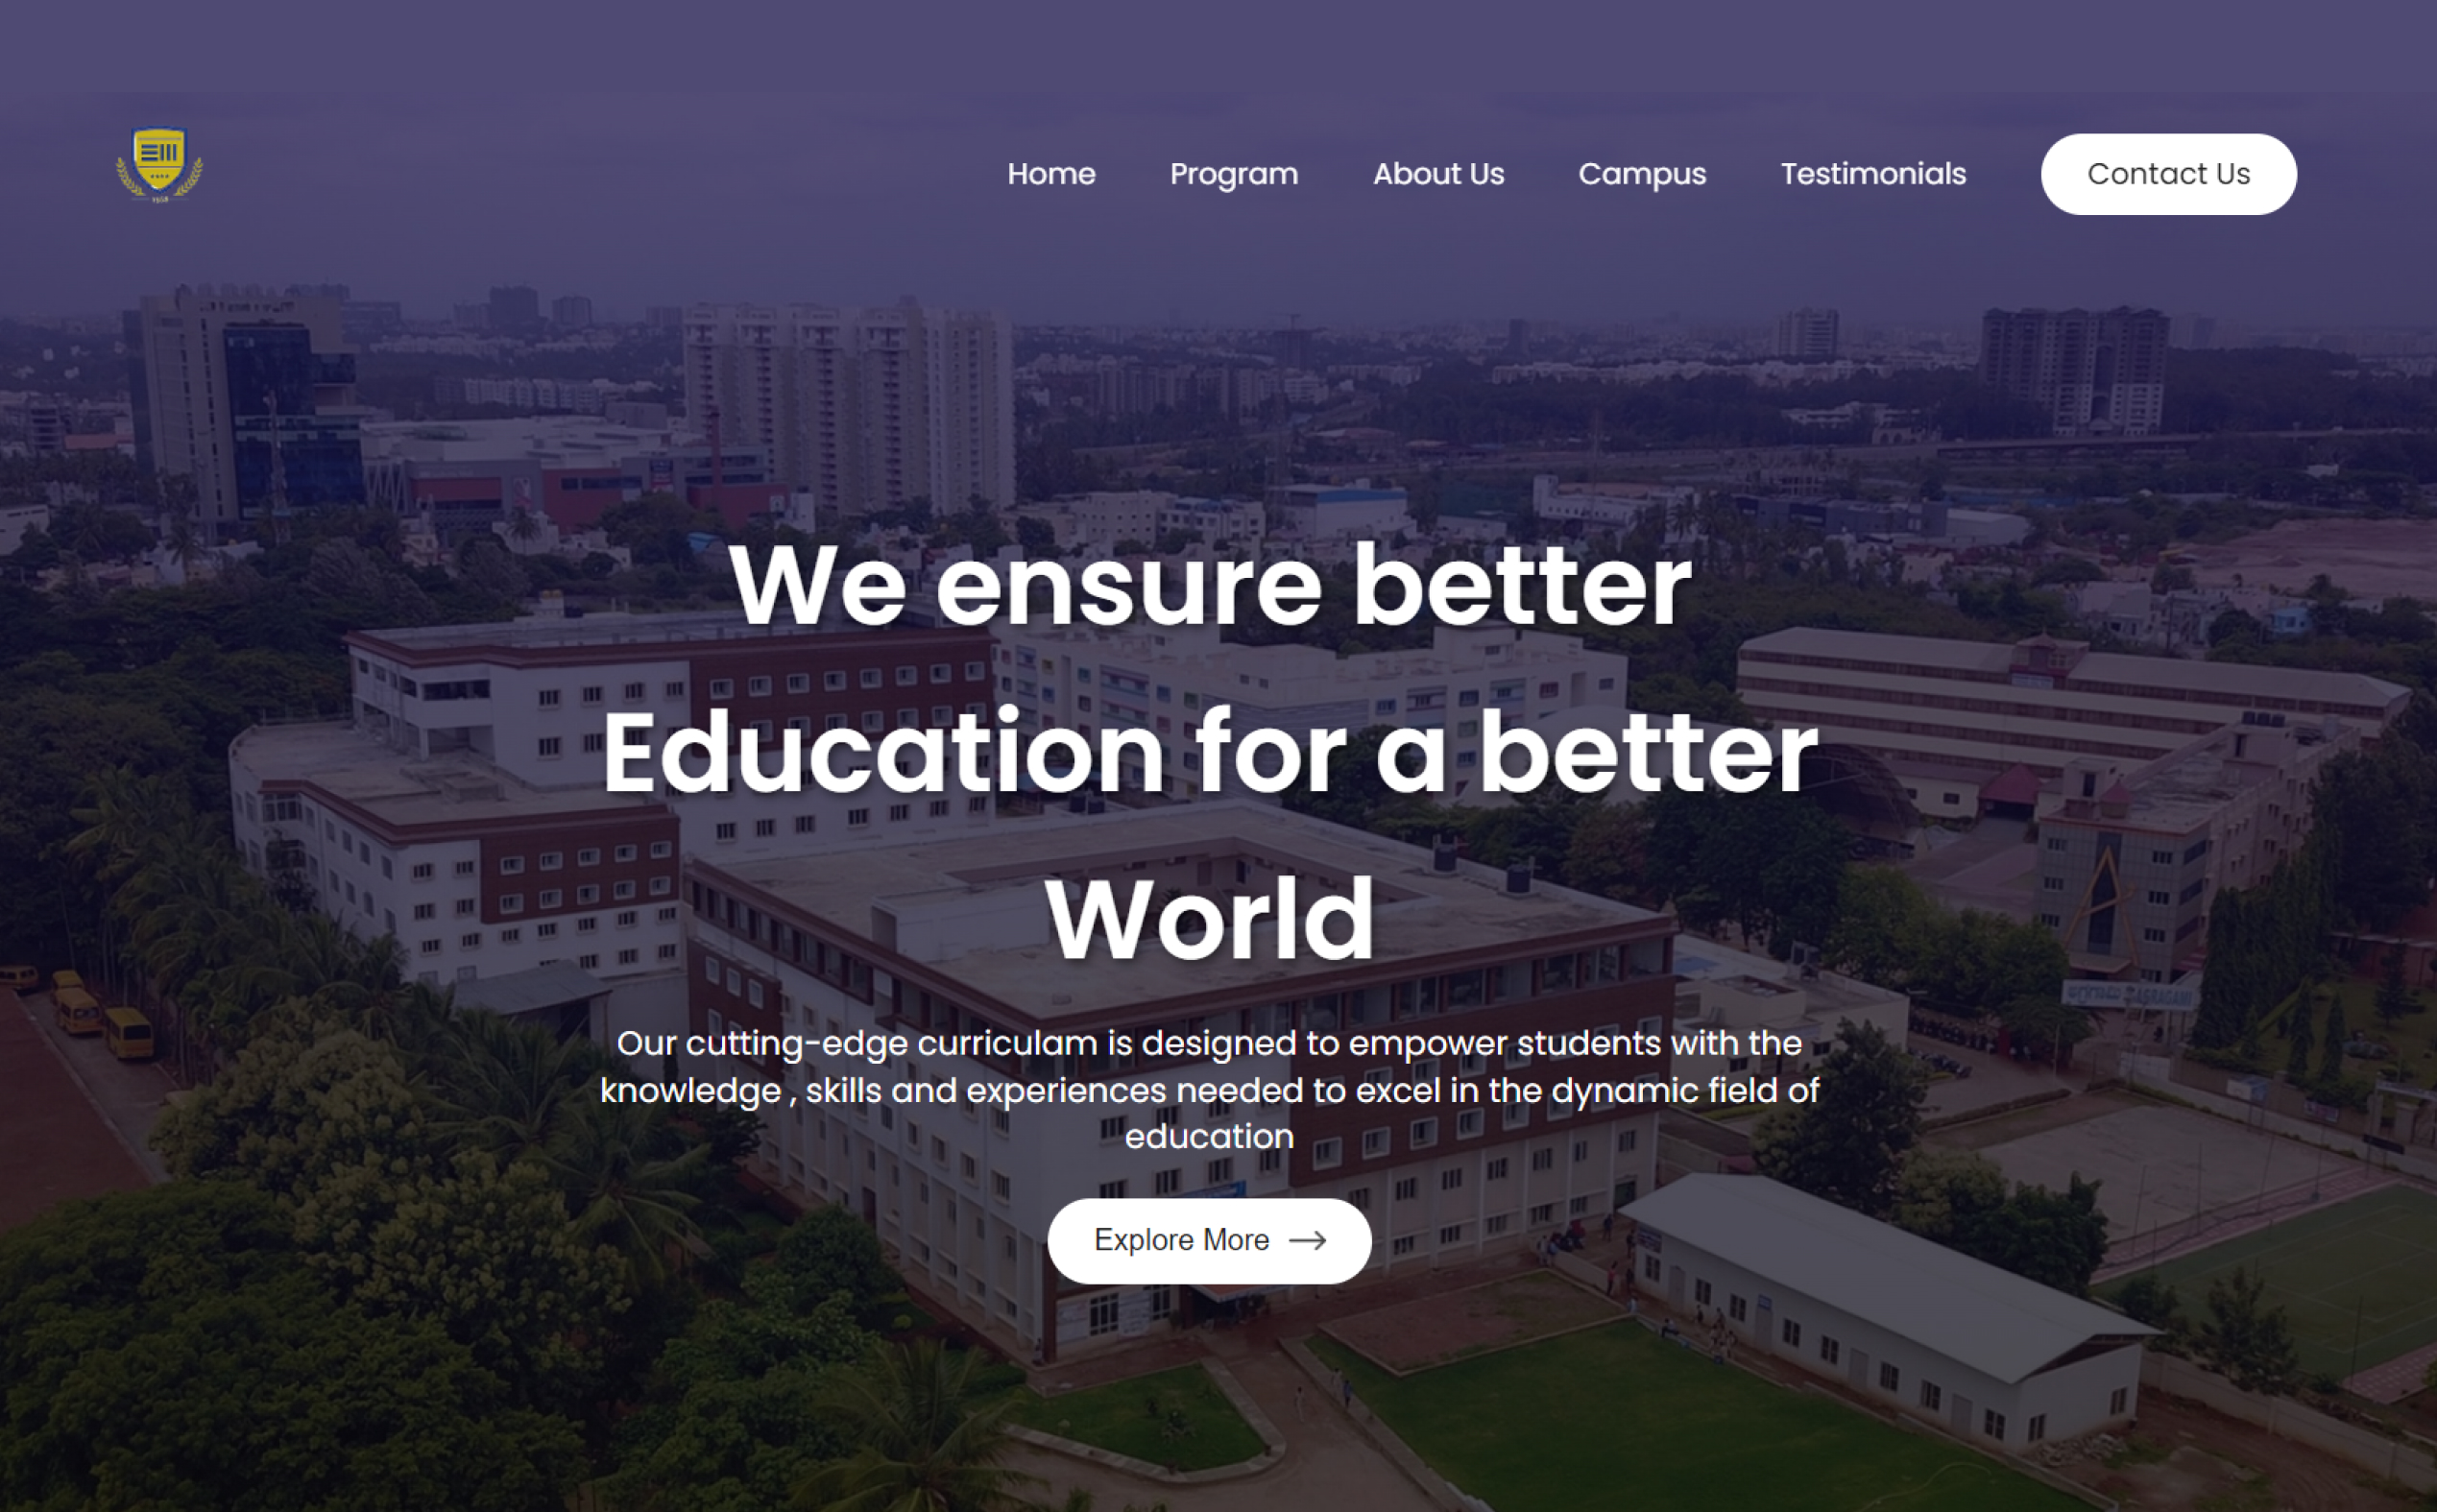 Home Program About Us Campus Testimonials Contact Us
We ensure better
Education for a better
World
Our cutting-edge curriculam is designed to empower students with the
knowledge , skills and experiences needed to excel in the dynamic field of
education
Explore More